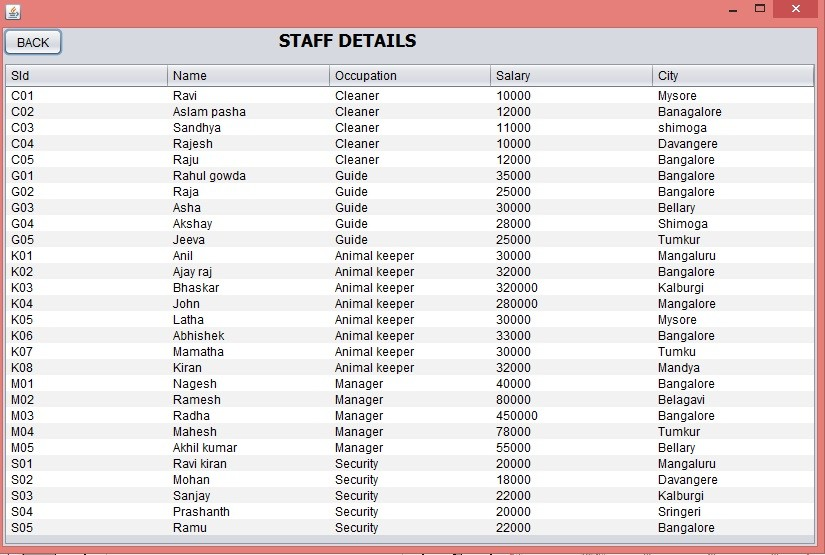 BACK
STAFF DETAILS
SId Name Occupation Salary City
C01 Ravi Cleaner 10000 Mysore
C02 Aslam pasha Cleaner 12000 Banagalore
C03 Sandhya Cleaner 11000 shimoga
C04 Rajesh Cleaner 10000 Davangere
C05 Raju Cleaner 12000 Bangalore
G01 Rahul gowda Guide 35000 Bangalore
G02 Raja Guide 25000 Bangalore
G03 Asha Guide 30000 Bellary
G04 Akshay Guide 28000 Shimoga
G05 Jeeva Guide 25000 Tumkur
K01 Anil Animal keeper 30000 Mangaluru
K02 Ajay raj Animal keeper 32000 Bangalore
K03 Bhaskar Animal keeper 320000 Kalburgi
K04 John Animal keeper 280000 Mangalore
K05 Latha Animal keeper 30000 Mysore
K06 Abhishek Animal keeper 33000 Bangalore
K07 Mamatha Animal keeper 30000 Tumku
K08 Kiran Animal keeper 32000 Mandya
M01 Nagesh Manager 40000 Bangalore
M02 Ramesh Manager 80000 Belagavi
M03 Radha Manager 450000 Bangalore
M04 Mahesh Manager 78000 Tumkur
M05 Akhil kumar Manager 55000 Bellary
S01 Ravi kiran Security 20000 Mangaluru
S02 Mohan Security 18000 Davangere
S03 Sanjay Security 22000 Kalburgi
S04 Prashanth Security 20000 Sringeri
S05 Ramu Security 22000 Bangalore